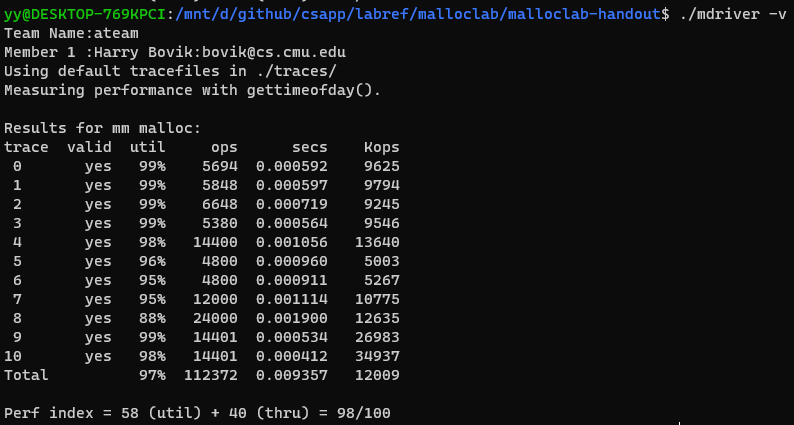 yy@DESKTOP-769KPCI:/mnt/d/github/csapp/labref/malloclab/malloclab-handout$ ./mdriver -v
Team Name:ateam
Member 1 :Harry Bovik:bovik@cs.cmu.edu
Using default tracefiles in ./traces/
Measuring performance with gettimeofday().

Results for mm malloc:
trace  valid  util     ops      secs    Kops
 0       yes   99%    5694  0.000592    9625
 1       yes   99%    5848  0.000597    9794
 2       yes   99%    6648  0.000719    9245
 3       yes   99%    5380  0.000564    9546
 4       yes   98%   14400  0.001056   13640
 5       yes   96%    4800  0.000960    5003
 6       yes   95%    4800  0.000911    5267
 7       yes   95%   12000  0.001114   10775
 8       yes   88%   24000  0.001900   12635
 9       yes   99%   14401  0.000534   26983
10       yes   98%   14401  0.000412   34937
Total          97%  112372  0.009357   12009

Perf index = 58 (util) + 40 (thru) = 98/100